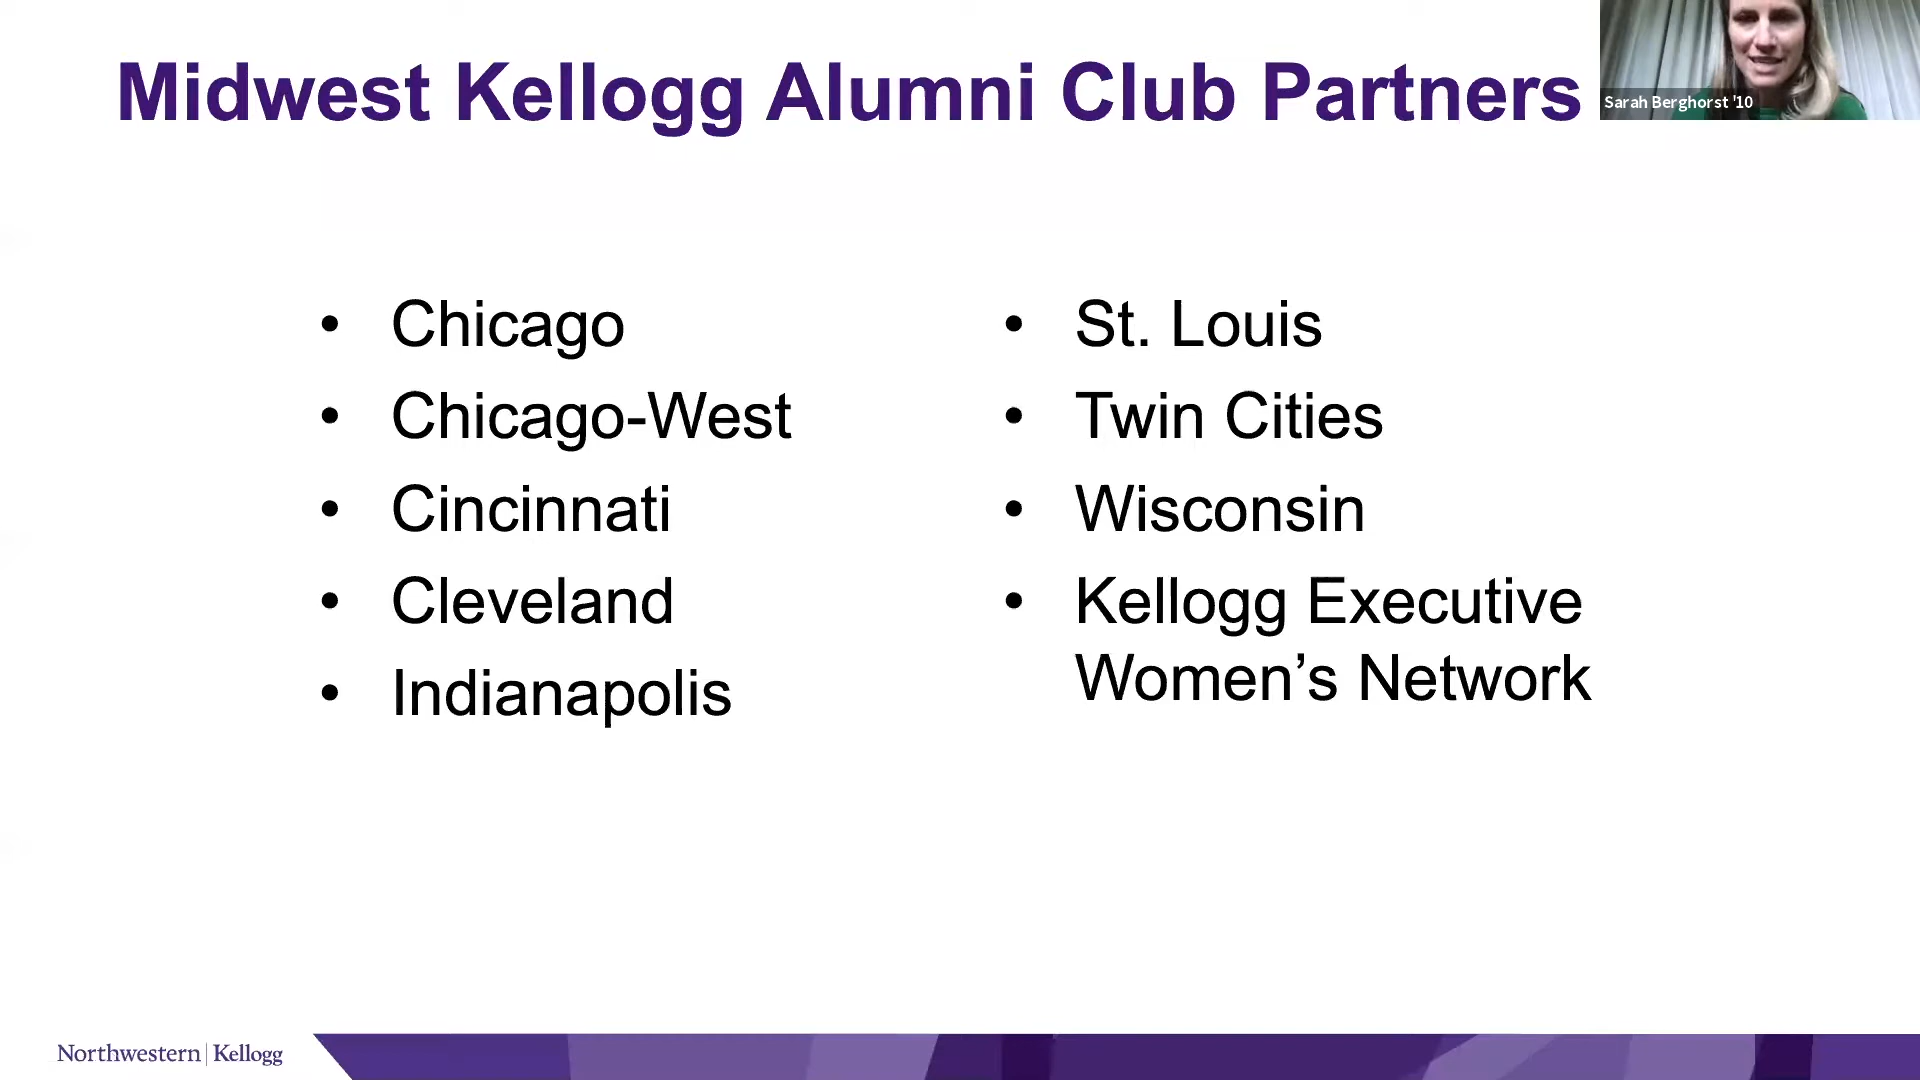 Midwest Kellogg Alumni Club Partners
Sarah Berghorst '10
• Chicago
• Chicago-West
• Cincinnati
• Cleveland
• Indianapolis
• St. Louis
• Twin Cities
• Wisconsin
• Kellogg Executive
Women’s Network
Northwestern | Kellogg